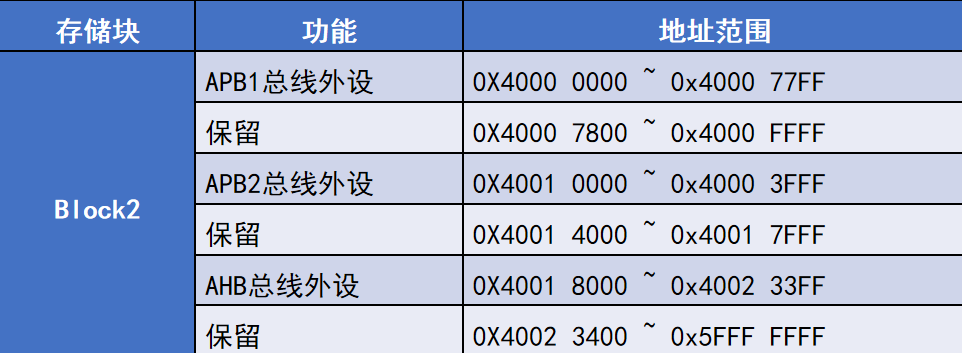 存储块 功能 地址范围
APB1总线外设 0X4000 0000 ~ 0x4000 77FF
保留 0X4000 7800 ~ 0x4000 FFFF
APB2总线外设 0X4001 0000 ~ 0x4000 3FFF
Block2
保留 0X4001 4000 ~ 0x4001 7FFF
AHB总线外设 0X4001 8000 ~ 0x4002 33FF
保留 0X4002 3400 ~ 0x5FFF FFFF